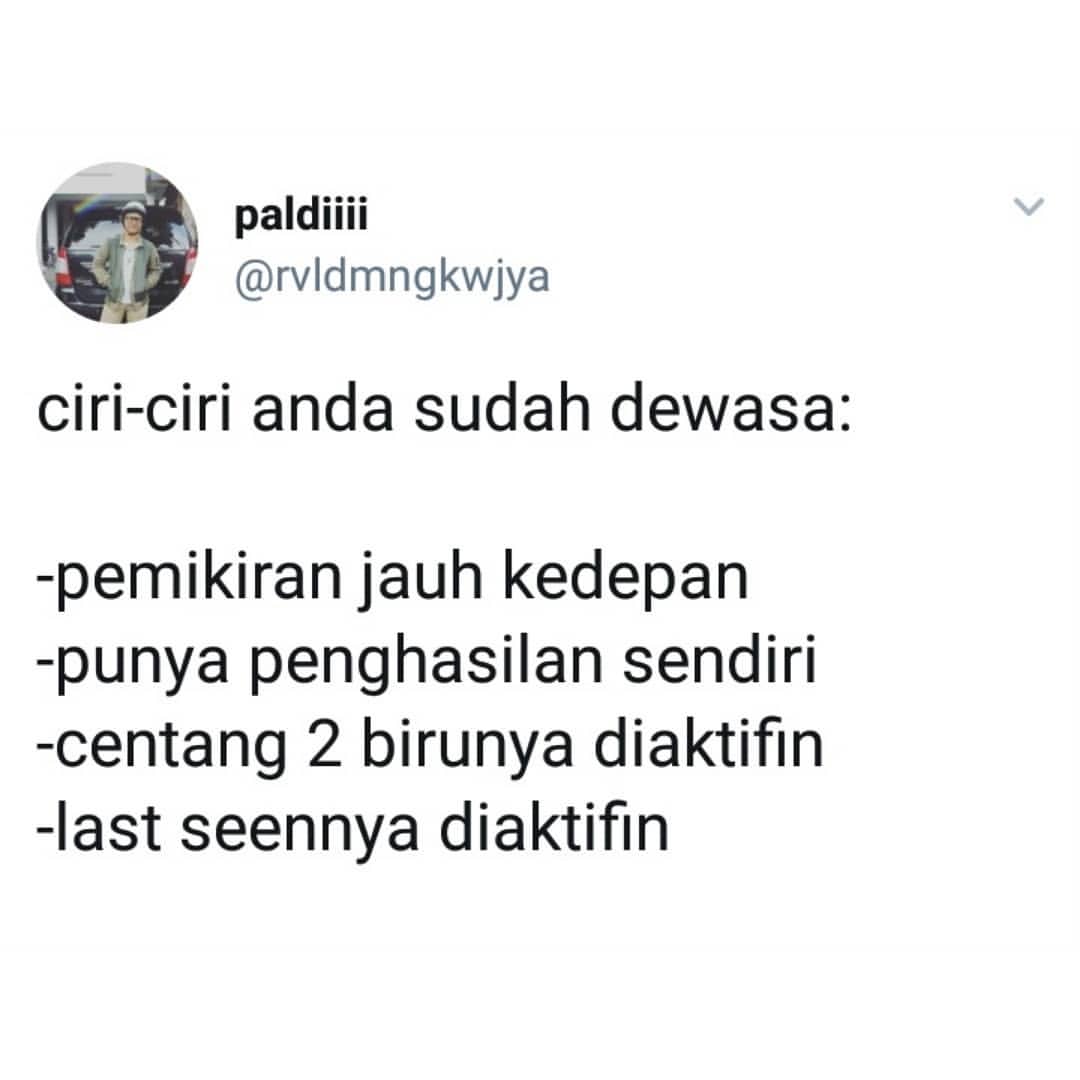 paldiiii
@rvldmngkwjya
ciri-ciri anda sudah dewasa:
-pemikiran jauh kedepan
-punya penghasilan sendiri
-centang 2 birunya diaktifin
-last seennya diaktifin